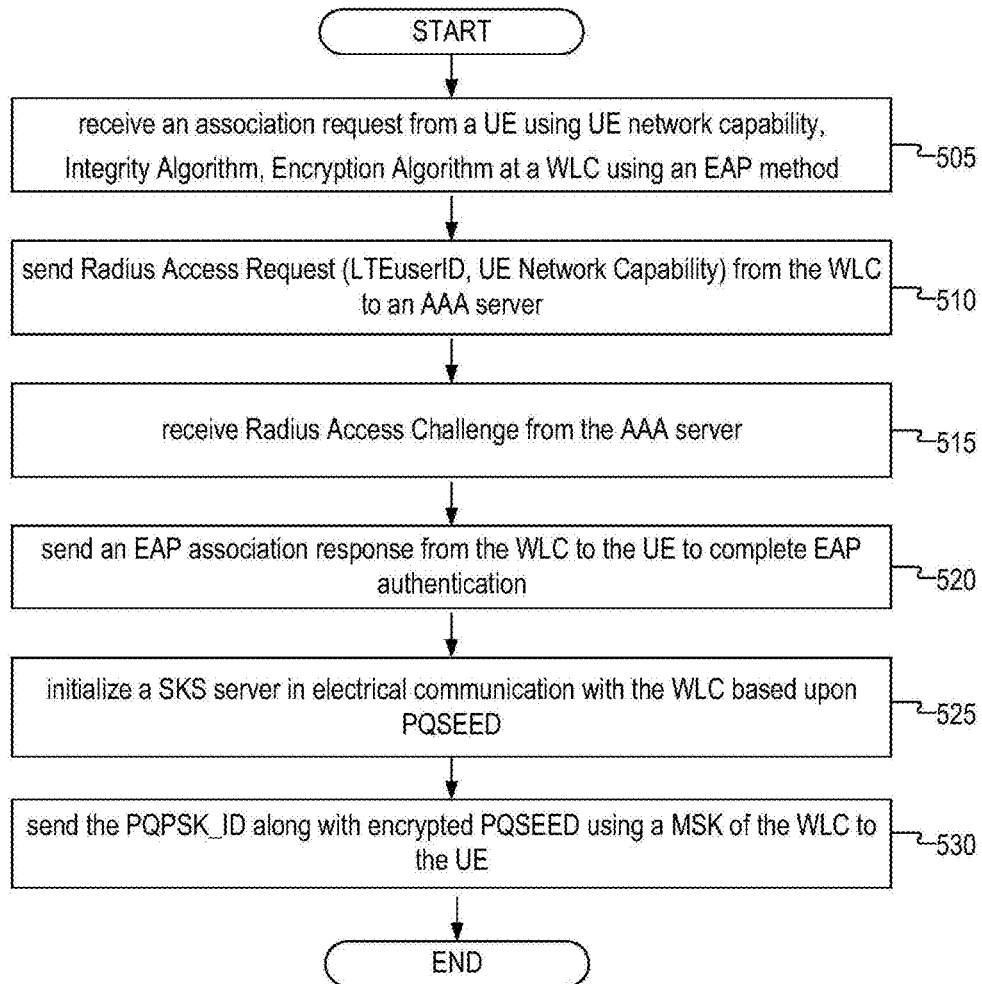 START
receive an association request from a UE using UE network capability,
Integrity Algorithm, Encryption Algorithm at a WLC using an EAP method
505
send Radius Access Request (LTEuserID, UE Network Capability) from the WLC
to an AAA server
510
receive Radius Access Challenge from the AAA server
515
send an EAP association response from the WLC to the UE to complete EAP
authentication
520
initialize a SKS server in electrical communication with the WLC based upon
PQSEED
525
send the PQPSK_ID along with encrypted PQSEED using a MSK of the WLC to
the UE
530
END